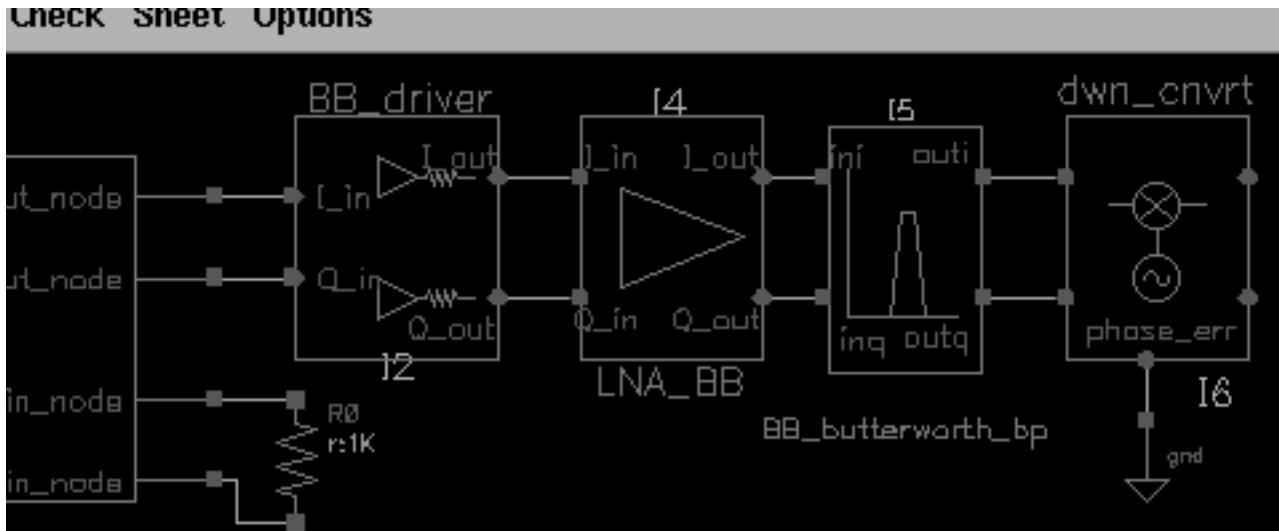 Check Sheet Options
BB_driver
I4
I5
dwn_cnvrt
I_out
I_in
I_out
ini
outi
ut_node
I_in
ut_node
Q_in
Q_out
Q_in
Q_out
inq
outq
phase_err
I2
LNA_BB
I6
in_node
R0
r:1K
BB_butterworth_bp
gnd
in_node